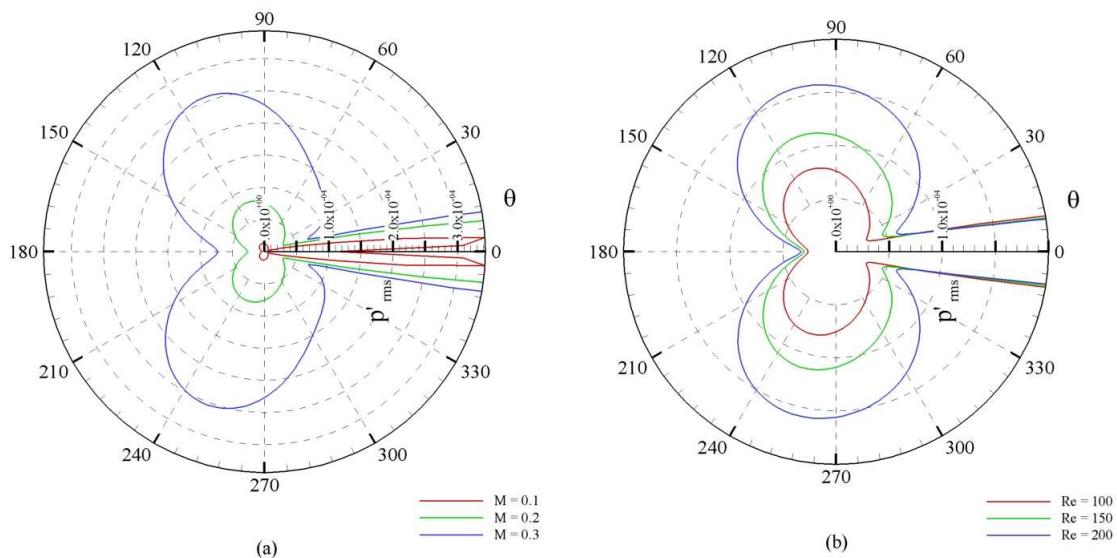 90
60
30
θ
0
330
300
270
240
210
180
150
120
0.0x10+00
1.0x10-04
2.0x10-04
3.0x10-04
p' rms
M = 0.1
M = 0.2
M = 0.3
(a)
90
60
30
θ
0
330
300
270
240
210
180
150
120
0.0x10+00
1.0x10-04
p' rms
Re = 100
Re = 150
Re = 200
(b)